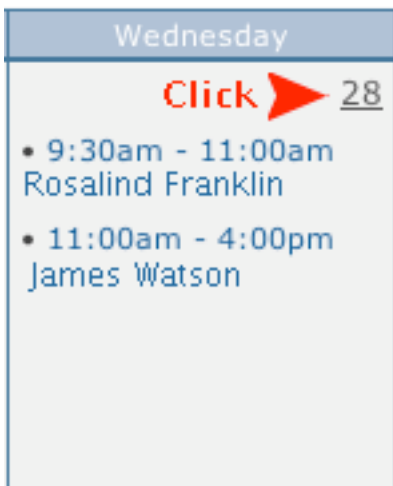 Wednesday
Click 28
• 9:30am - 11:00am
Rosalind Franklin
• 11:00am - 4:00pm
James Watson